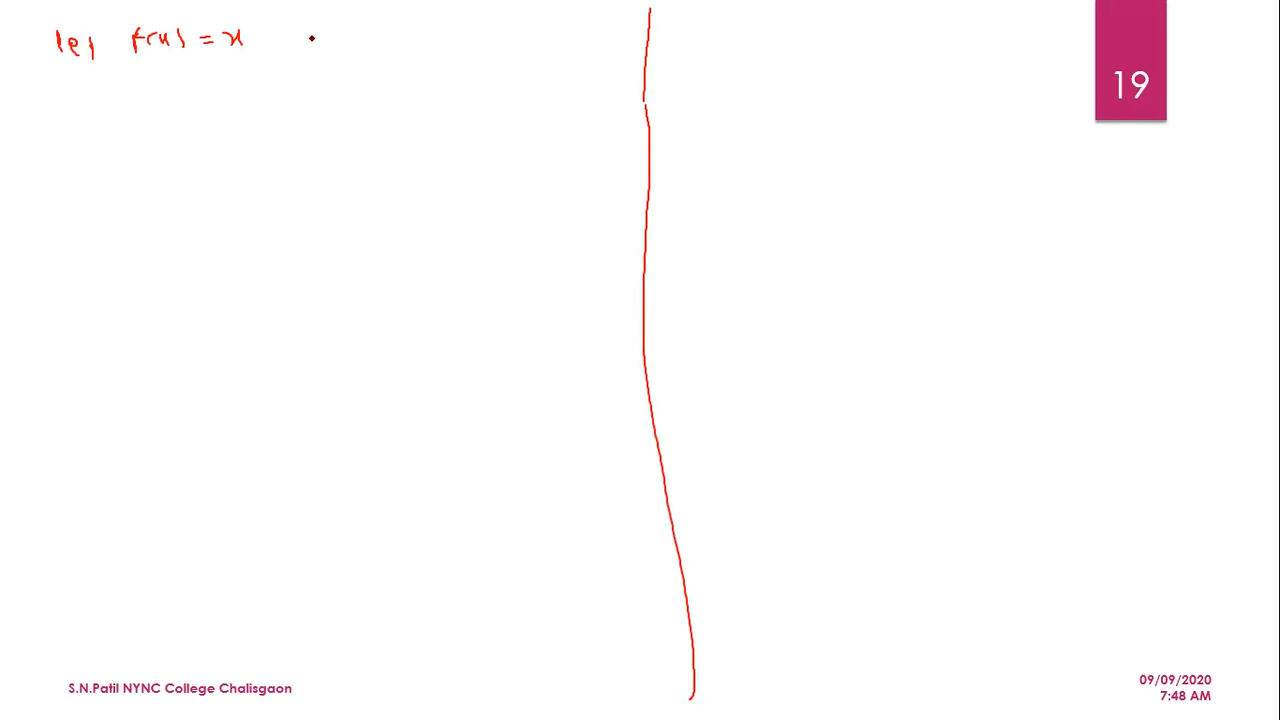 let f(x) = x
19
S.N.Patil NYNC College Chalisgaon
09/09/2020
7:48 AM